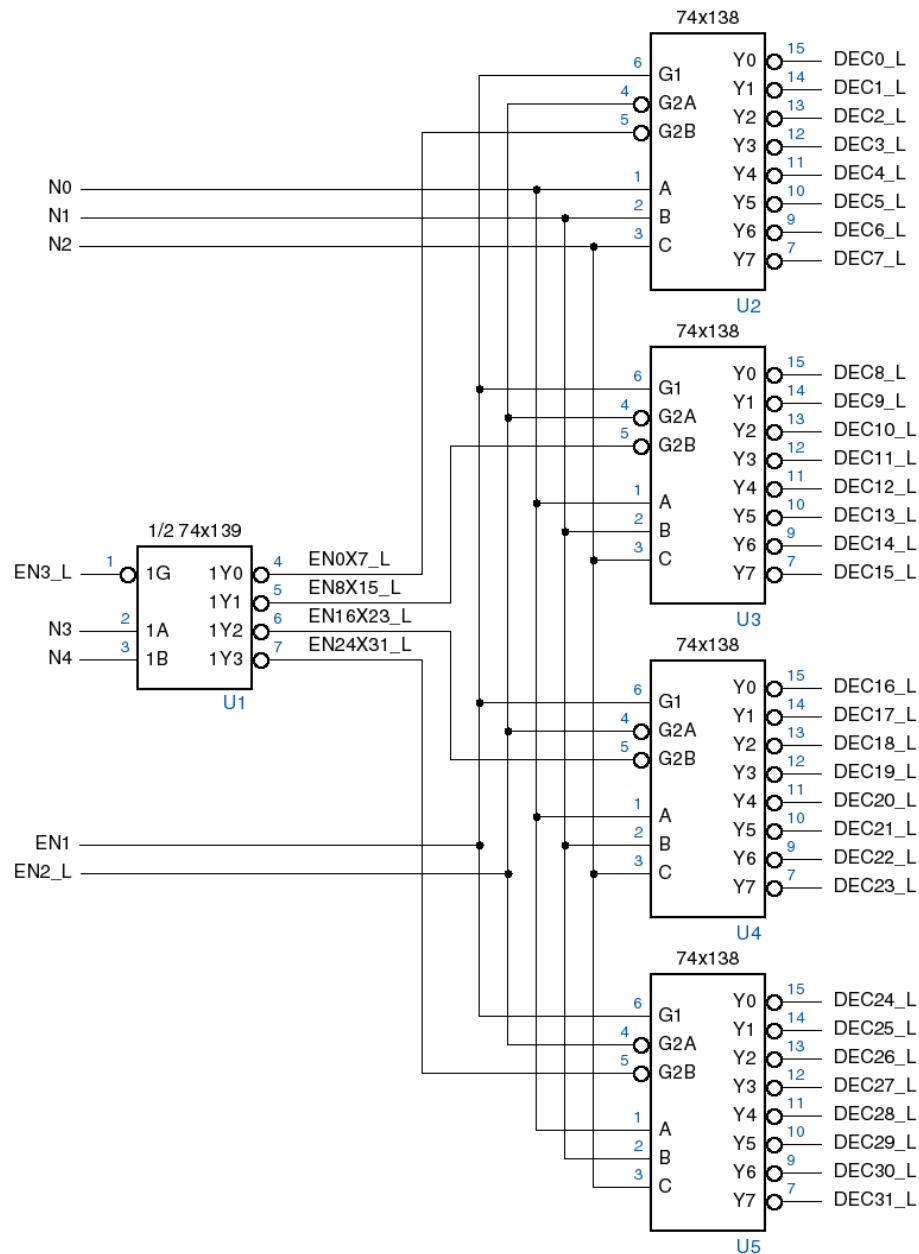 74x138
6 G1 Y0 15 DEC0_L
4 G2A Y1 14 DEC1_L
5 G2B Y2 13 DEC2_L
Y3 12 DEC3_L
N0 1 A Y4 11 DEC4_L
N1 2 B Y5 10 DEC5_L
N2 3 C Y6 9 DEC6_L
Y7 7 DEC7_L
U2
74x138
6 G1 Y0 15 DEC8_L
4 G2A Y1 14 DEC9_L
5 G2B Y2 13 DEC10_L
Y3 12 DEC11_L
1 A Y4 11 DEC12_L
2 B Y5 10 DEC13_L
3 C Y6 9 DEC14_L
Y7 7 DEC15_L
U3
1/2 74x139
EN3_L 1 1G 1Y0 4 EN0X7_L
1Y1 5 EN8X15_L
N3 2 1A 1Y2 6 EN16X23_L
N4 3 1B 1Y3 7 EN24X31_L
U1
74x138
6 G1 Y0 15 DEC16_L
4 G2A Y1 14 DEC17_L
5 G2B Y2 13 DEC18_L
Y3 12 DEC19_L
1 A Y4 11 DEC20_L
2 B Y5 10 DEC21_L
3 C Y6 9 DEC22_L
Y7 7 DEC23_L
U4
EN1
EN2_L
74x138
6 G1 Y0 15 DEC24_L
4 G2A Y1 14 DEC25_L
5 G2B Y2 13 DEC26_L
Y3 12 DEC27_L
1 A Y4 11 DEC28_L
2 B Y5 10 DEC29_L
3 C Y6 9 DEC30_L
Y7 7 DEC31_L
U5